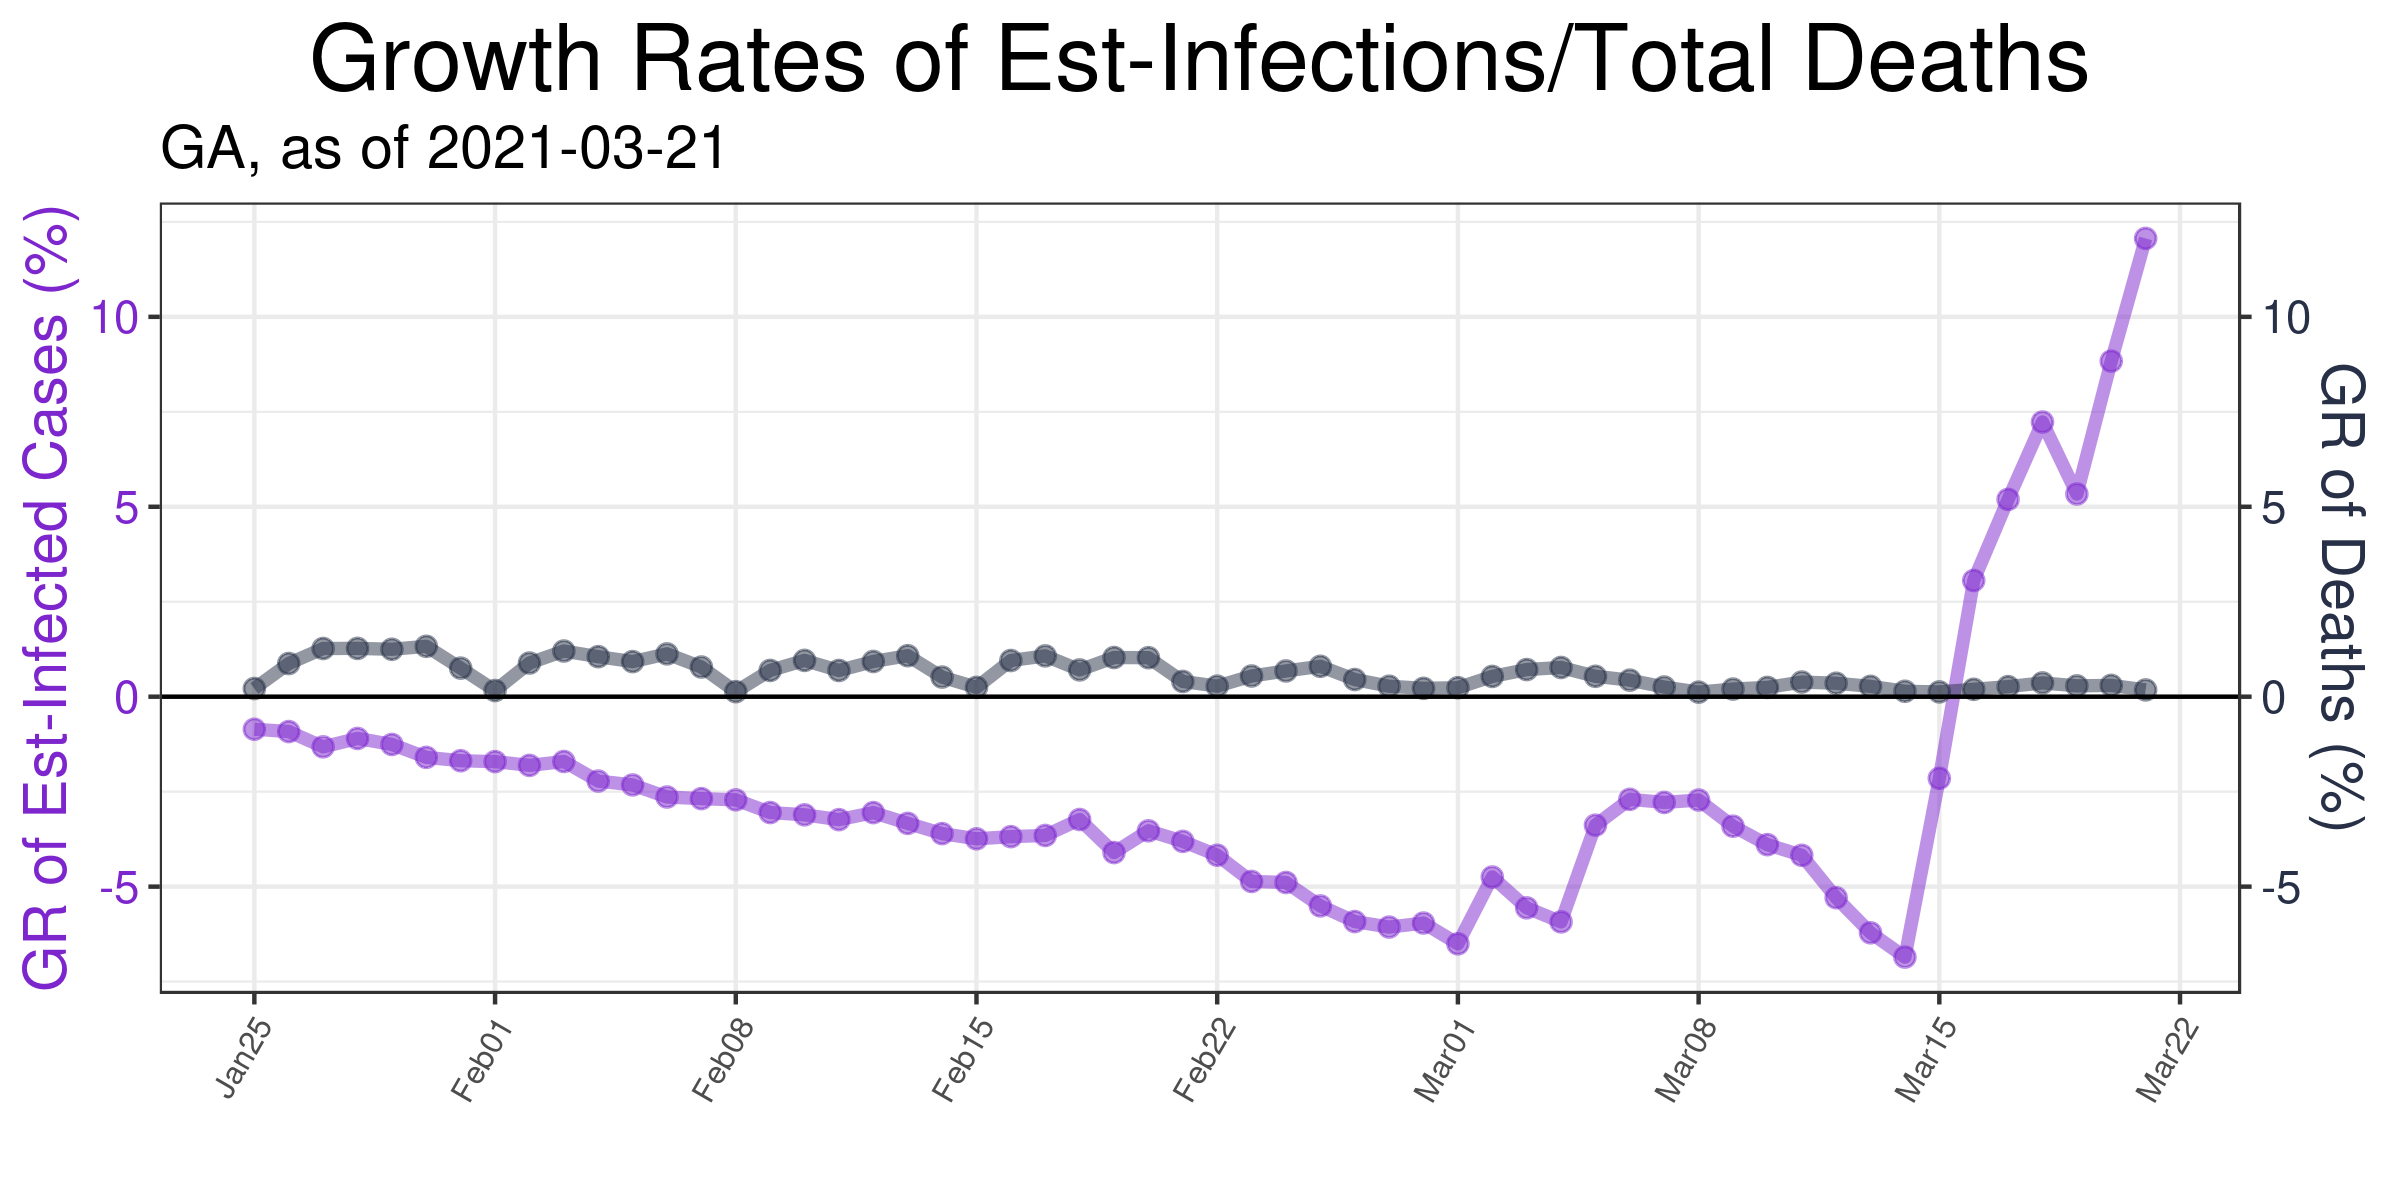 Growth Rates of Est-Infections/Total Deaths
GA, as of 2021-03-21
GR of Est-Infected Cases (%)
10
5
0
-5
10
5
0
-5
GR of Deaths (%)
Jan25
Feb01
Feb08
Feb15
Feb22
Mar01
Mar08
Mar15
Mar22